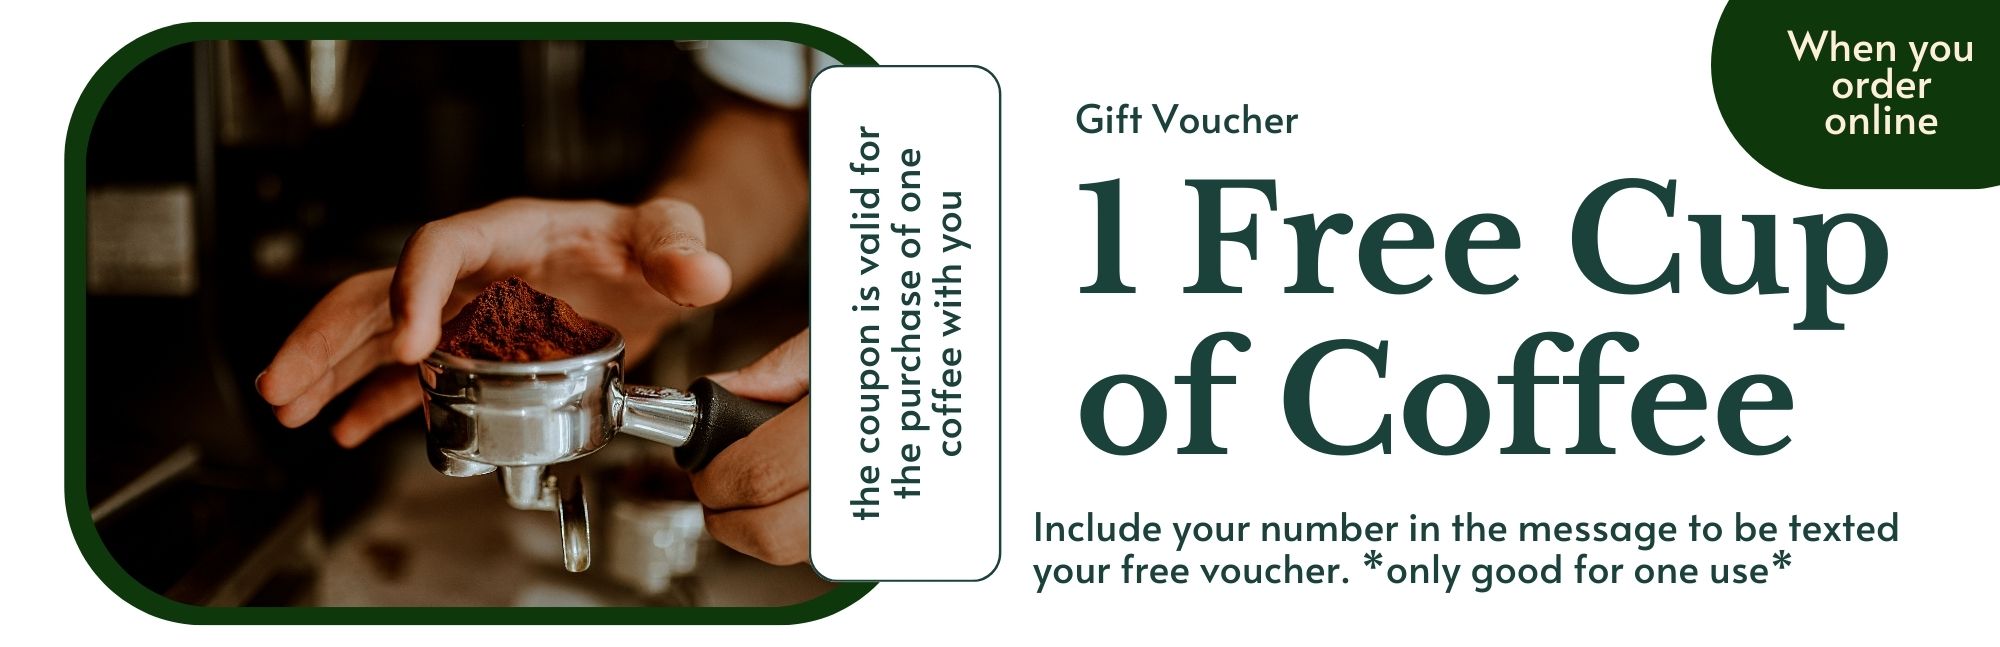 the coupon is valid for
the purchase of one
coffee with you
Gift Voucher
1 Free Cup
of Coffee
Include your number in the message to be texted
your free voucher. *only good for one use*
When you
order
online